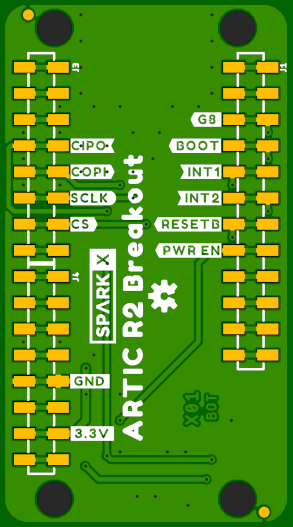 J3
J1
G8
CIPO
BOOT
COPI
INT1
SCLK
INT2
CS
RESETB
PWR EN
J4
SPARK X
ARTIC R2 Breakout
GND
X01
BOT
3.3V